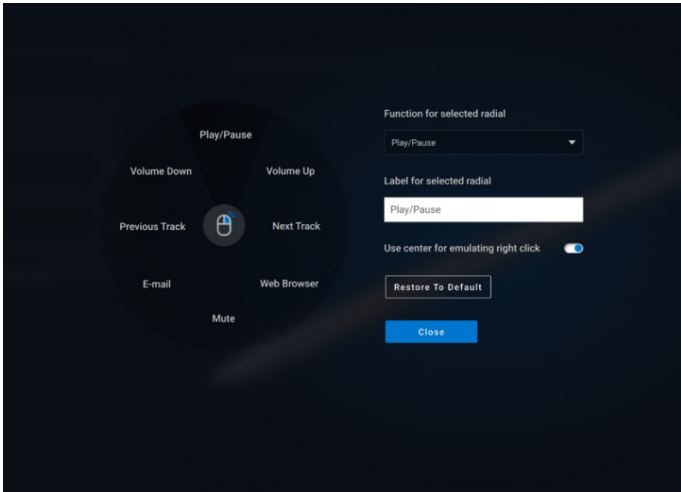 Play/Pause
Volume Down
Volume Up
Previous Track
Next Track
E-mail
Web Browser
Mute
Function for selected radial
Play/Pause
Label for selected radial
Play/Pause
Use center for emulating right click
Restore To Default
Close